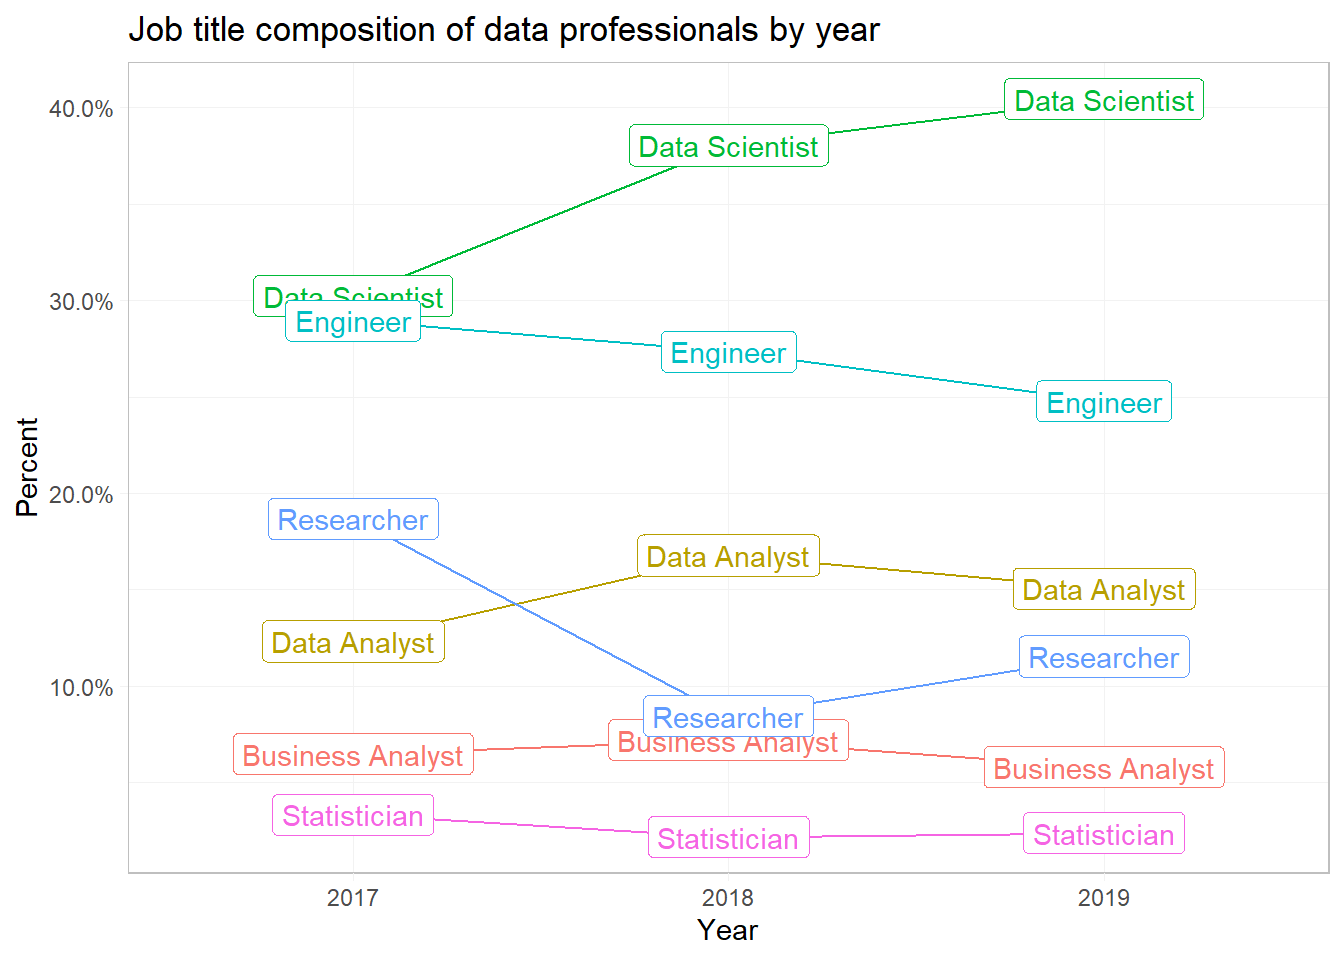 Job title composition of data professionals by year
Percent
40.0%
30.0%
20.0%
10.0%
Data Scientist
Data Scientist
Data Scientist
Engineer
Engineer
Engineer
Researcher
Data Analyst
Data Analyst
Data Analyst
Researcher
Researcher
Business Analyst
Business Analyst
Business Analyst
Statistician
Statistician
Statistician
2017 2018 2019
Year